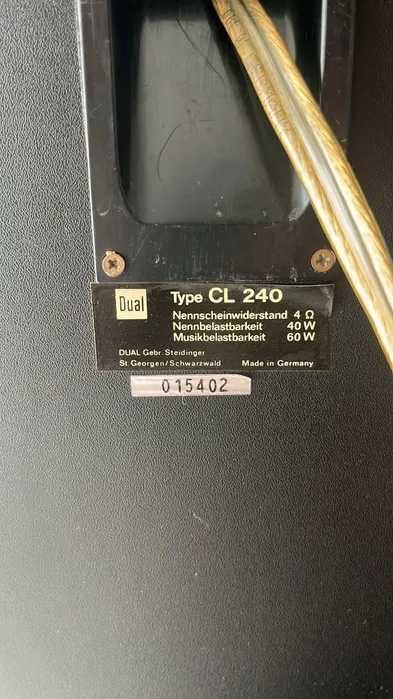 Dual
Type CL 240
Nennscheinwiderstand 4 Ω
Nennbelastbarkeit 40 W
Musikbelastbarkeit 60 W
DUAL Gebr. Steidinger
St. Georgen/Schwarzwald Made in Germany
015402